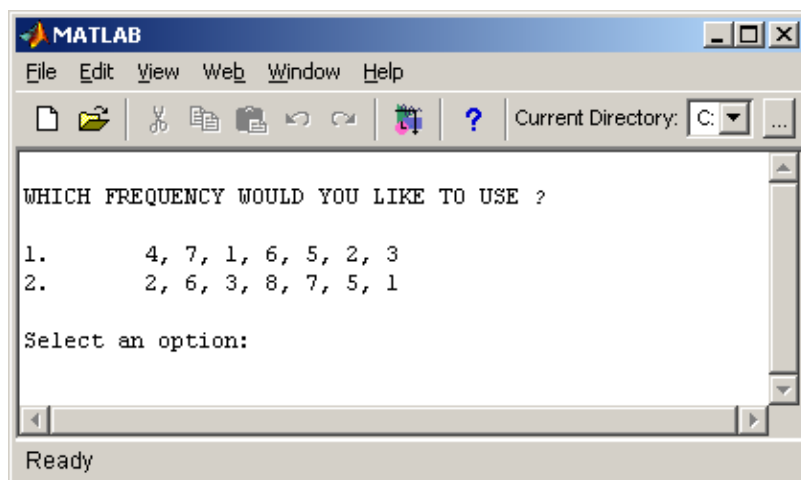 MATLAB
File Edit View Web Window Help
? Current Directory: C: ...
WHICH FREQUENCY WOULD YOU LIKE TO USE ?
1. 4, 7, 1, 6, 5, 2, 3
2. 2, 6, 3, 8, 7, 5, 1
Select an option:
Ready